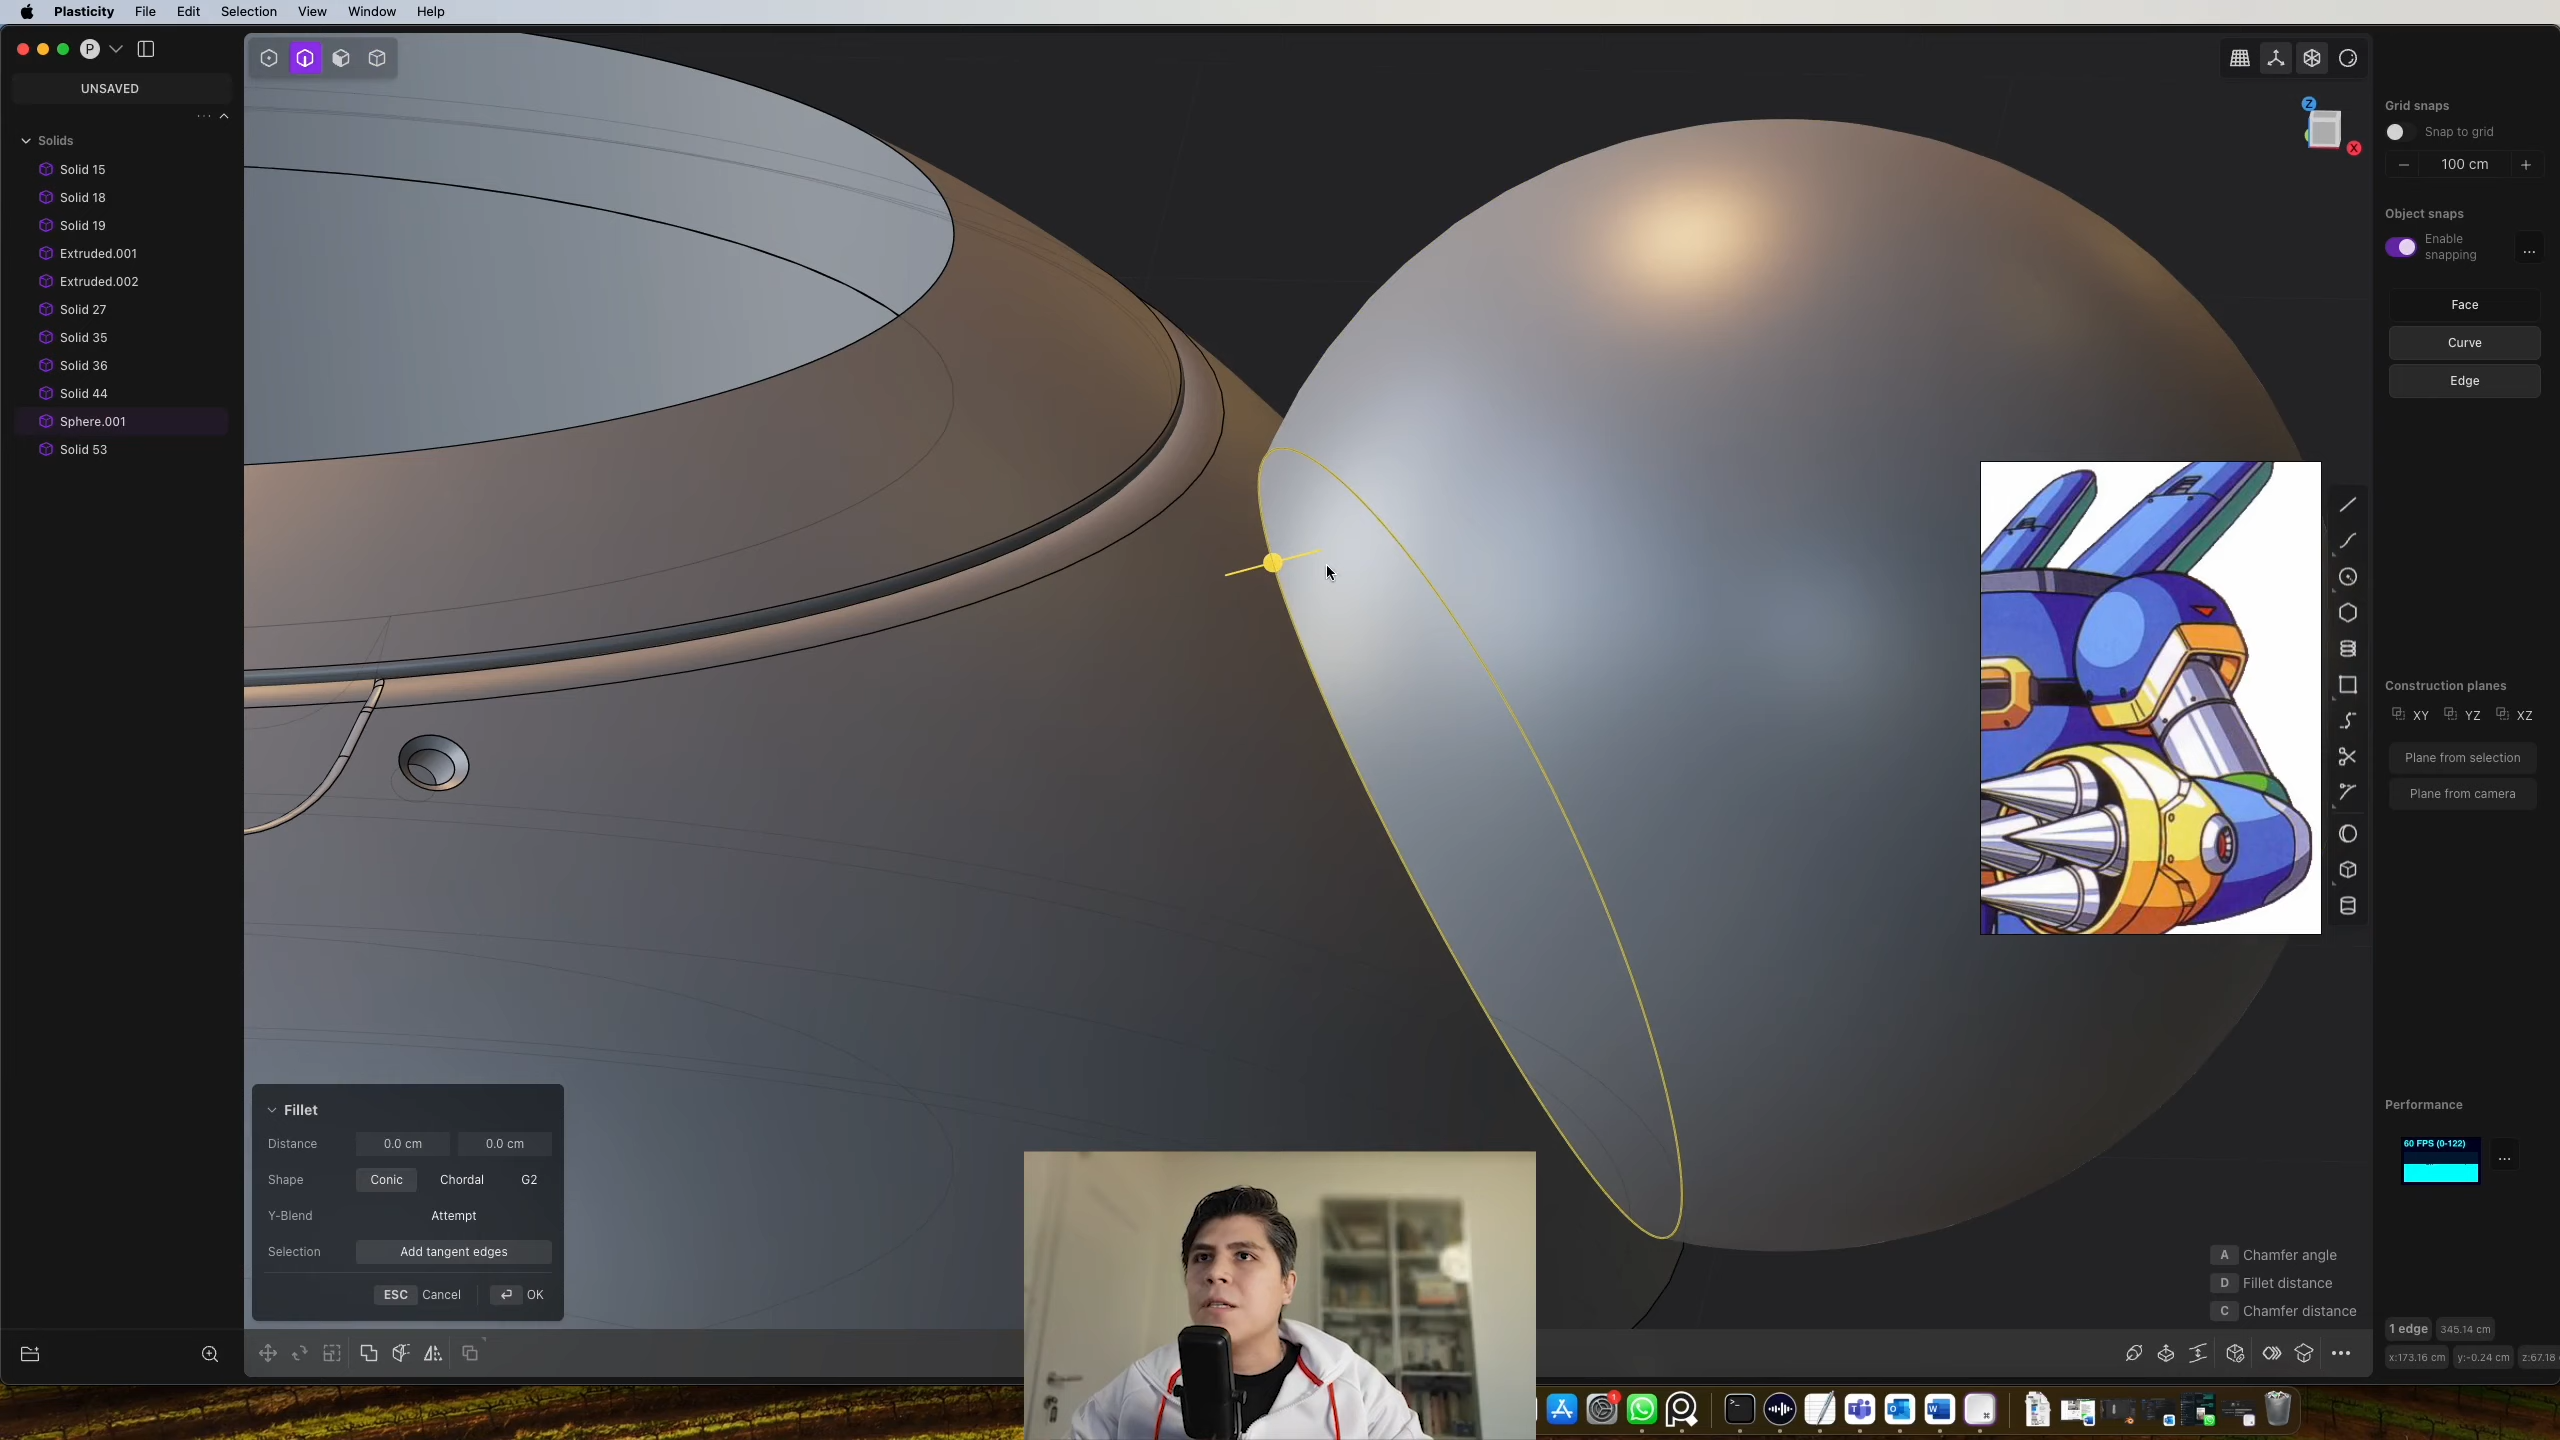 Plasticity File Edit Selection View Window Help
P
UNSAVED
Solids
Solid 15
Solid 18
Solid 19
Extruded.001
Extruded.002
Solid 27
Solid 35
Solid 36
Solid 44
Sphere.001
Solid 53
Z
X
Grid snaps
Snap to grid
− 100 cm +
Object snaps
Enable
snapping
Face
Curve
Edge
Construction planes
XY YZ XZ
Plane from selection
Plane from camera
Performance
60 FPS (0-122)
Fillet
Distance 0.0 cm 0.0 cm
Shape Conic Chordal G2
Y-Blend Attempt
Selection Add tangent edges
ESC Cancel OK
A Chamfer angle
D Fillet distance
C Chamfer distance
1 edge 345.14 cm
x:173.16 cm y:-0.24 cm z:67.18
1